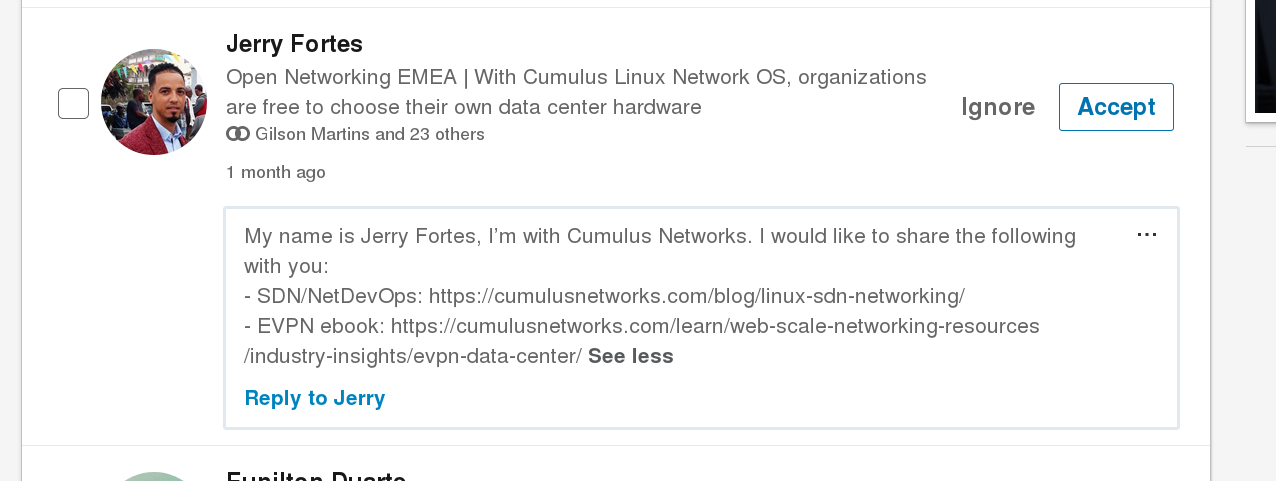 Jerry Fortes
Open Networking EMEA | With Cumulus Linux Network OS, organizations
are free to choose their own data center hardware
Gilson Martins and 23 others
1 month ago
Ignore
Accept
My name is Jerry Fortes, I’m with Cumulus Networks. I would like to share the following
with you:
- SDN/NetDevOps: https://cumulusnetworks.com/blog/linux-sdn-networking/
- EVPN ebook: https://cumulusnetworks.com/learn/web-scale-networking-resources
/industry-insights/evpn-data-center/ See less
Reply to Jerry